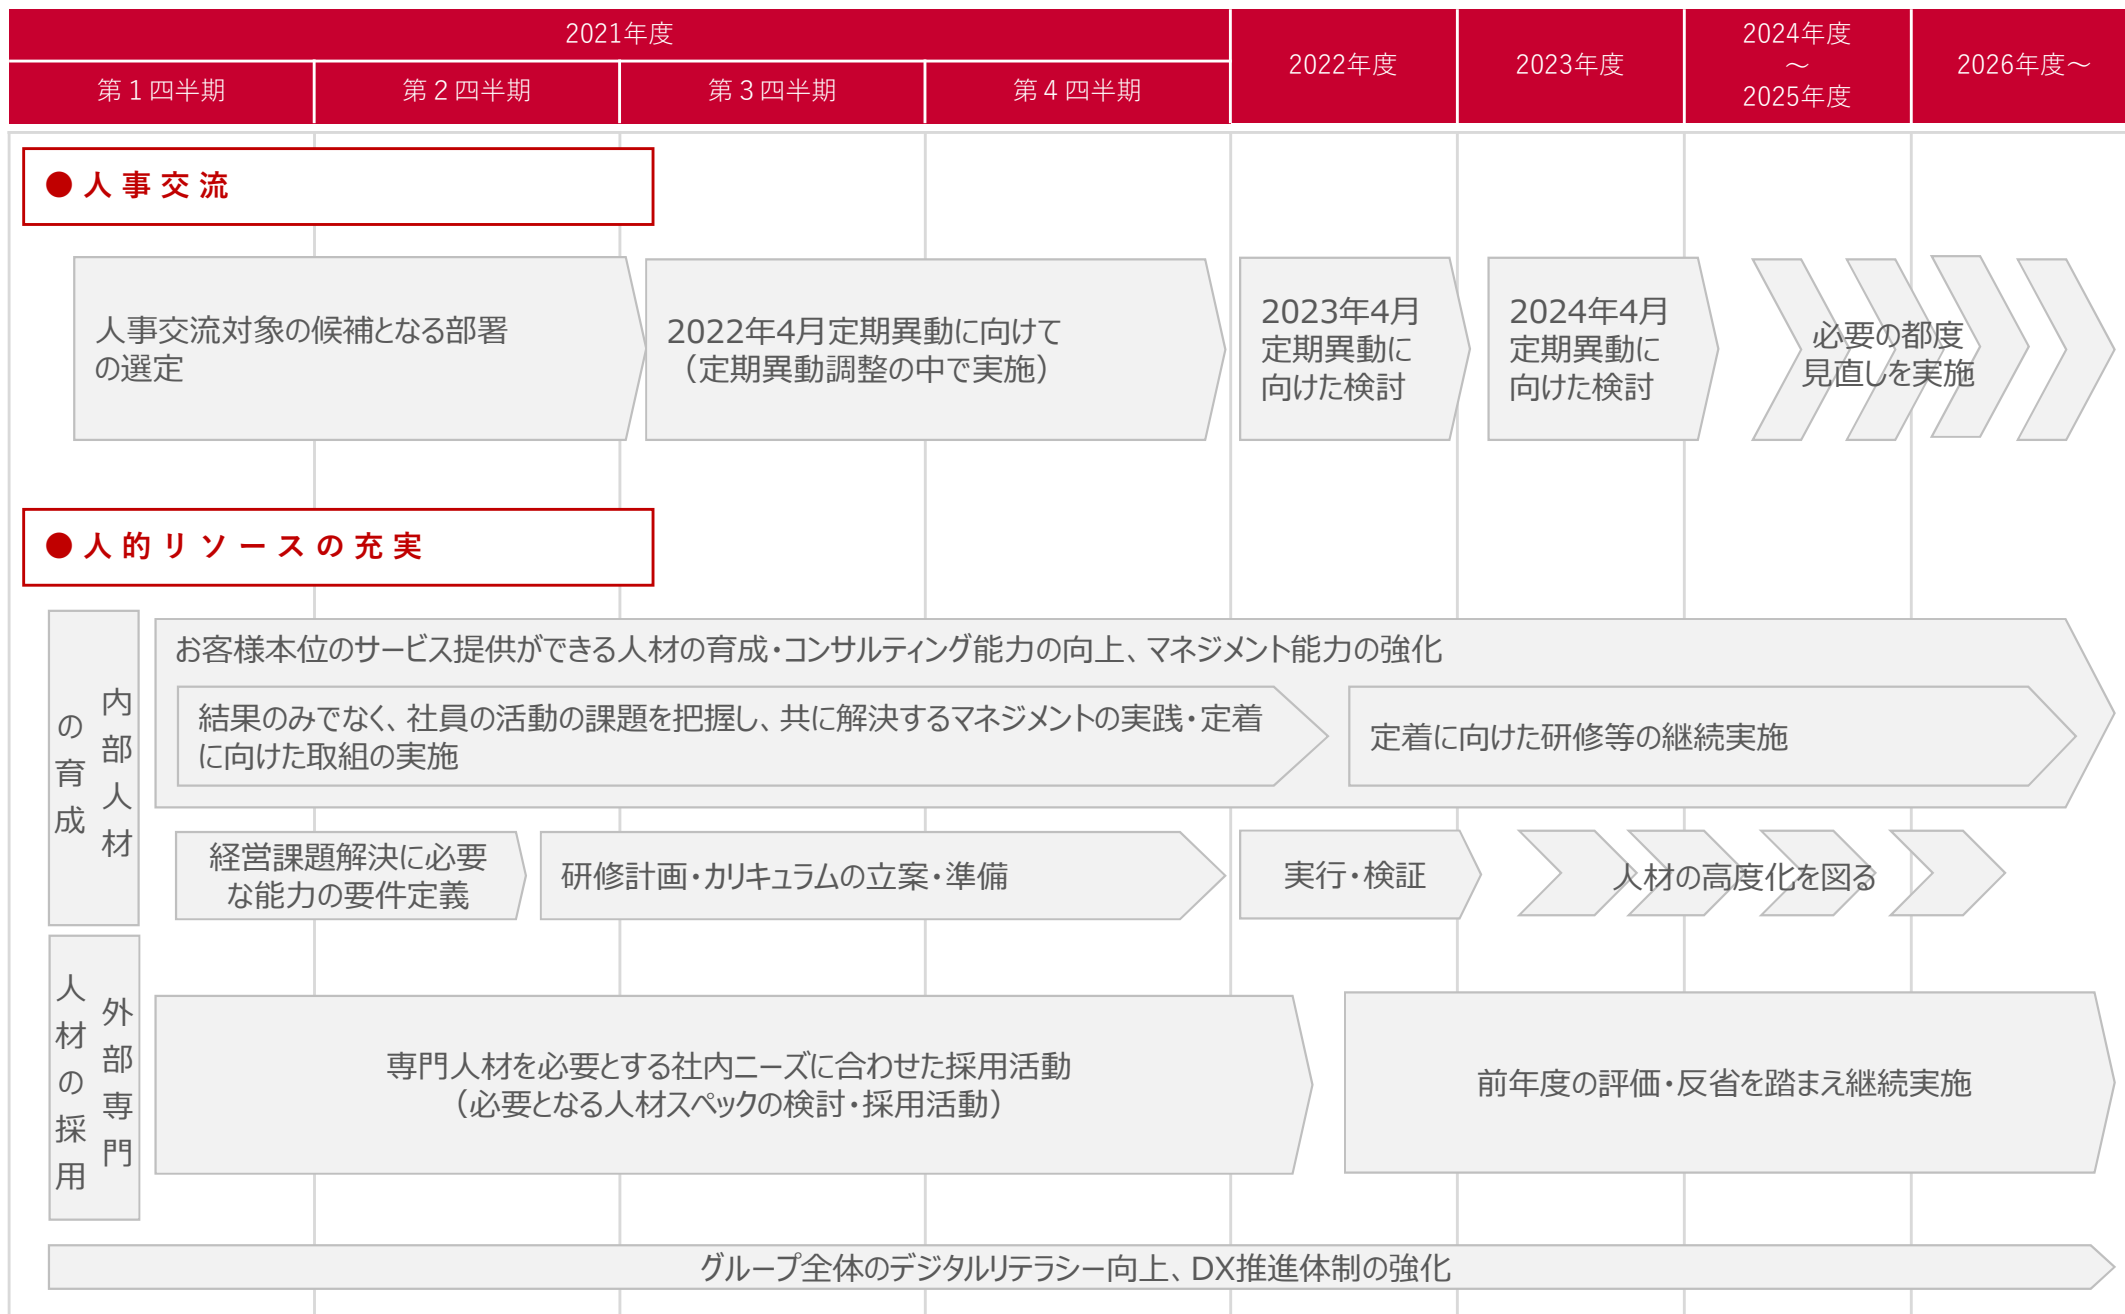 2021年度
2022年度
2023年度
2024年度
～
2025年度
2026年度～
第１四半期
第２四半期
第３四半期
第４四半期
●人事交流
人事交流対象の候補となる部署
の選定
2022年4月定期異動に向けて
（定期異動調整の中で実施）
2023年4月
定期異動に
向けた検討
2024年4月
定期異動に
向けた検討
必要の都度
見直しを実施
●人的リソースの充実
内部人材
の育成
お客様本位のサービス提供ができる人材の育成・コンサルティング能力の向上、マネジメント能力の強化
結果のみでなく、社員の活動の課題を把握し、共に解決するマネジメントの実践・定着
に向けた取組の実施
定着に向けた研修等の継続実施
経営課題解決に必要
な能力の要件定義
研修計画・カリキュラムの立案・準備
実行・検証
人材の高度化を図る
外部専門
人材の採用
専門人材を必要とする社内ニーズに合わせた採用活動
（必要となる人材スペックの検討・採用活動）
前年度の評価・反省を踏まえ継続実施
グループ全体のデジタルリテラシー向上、DX推進体制の強化